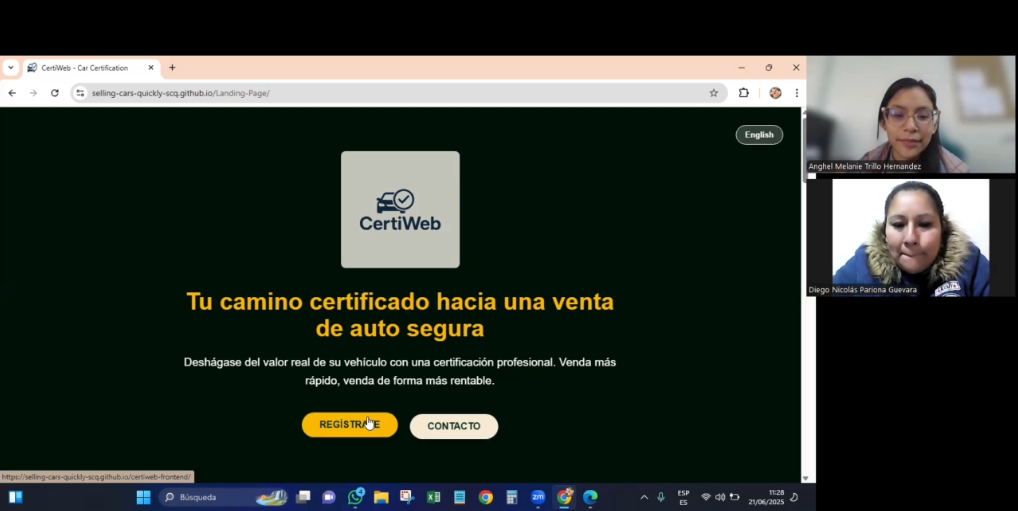 CertiWeb - Car Certification
selling-cars-quickly-scq.github.io/Landing-Page/
English
CertiWeb
Tu camino certificado hacia una venta
de auto segura
Deshágase del valor real de su vehículo con una certificación profesional. Venda más
rápido, venda de forma más rentable.
REGÍSTRATE
CONTACTO
https://selling-cars-quickly-scq.github.io/certiweb-frontend/
Búsqueda
zm
ESP
ES
11:28
21/06/2025
Anghel Melanie Trillo Hernandez
Diego Nicolás Pariona Guevara